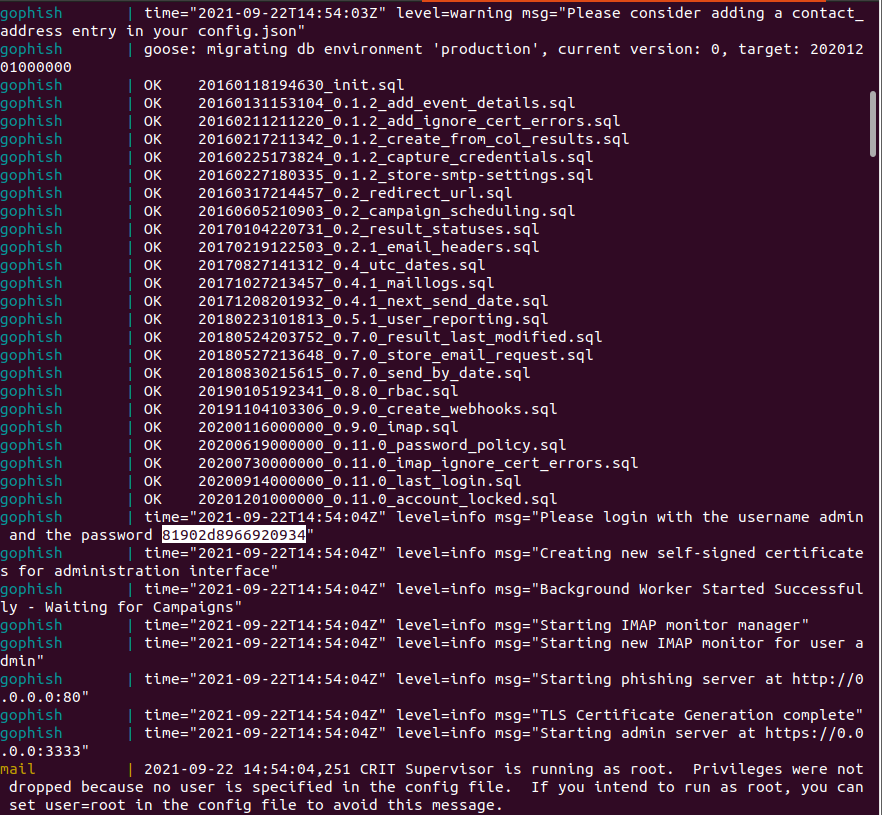 gophish | time="2021-09-22T14:54:03Z" level=warning msg="Please consider adding a contact_
address entry in your config.json"
gophish | goose: migrating db environment 'production', current version: 0, target: 202012
01000000
gophish | OK 20160118194630_init.sql
gophish | OK 20160131153104_0.1.2_add_event_details.sql
gophish | OK 20160211211220_0.1.2_add_ignore_cert_errors.sql
gophish | OK 20160217211342_0.1.2_create_from_col_results.sql
gophish | OK 20160225173824_0.1.2_capture_credentials.sql
gophish | OK 20160227180335_0.1.2_store-smtp-settings.sql
gophish | OK 20160317214457_0.2_redirect_url.sql
gophish | OK 20160605210903_0.2_campaign_scheduling.sql
gophish | OK 20170104220731_0.2_result_statuses.sql
gophish | OK 20170219122503_0.2.1_email_headers.sql
gophish | OK 20170827141312_0.4_utc_dates.sql
gophish | OK 20171027213457_0.4.1_maillogs.sql
gophish | OK 20171208201932_0.4.1_next_send_date.sql
gophish | OK 20180223101813_0.5.1_user_reporting.sql
gophish | OK 20180524203752_0.7.0_result_last_modified.sql
gophish | OK 20180527213648_0.7.0_store_email_request.sql
gophish | OK 20180830215615_0.7.0_send_by_date.sql
gophish | OK 20190105192341_0.8.0_rbac.sql
gophish | OK 20191104103306_0.9.0_create_webhooks.sql
gophish | OK 20200116000000_0.9.0_imap.sql
gophish | OK 20200619000000_0.11.0_password_policy.sql
gophish | OK 20200730000000_0.11.0_imap_ignore_cert_errors.sql
gophish | OK 20200914000000_0.11.0_last_login.sql
gophish | OK 20201201000000_0.11.0_account_locked.sql
gophish | time="2021-09-22T14:54:04Z" level=info msg="Please login with the username admin
and the password 81902d8966920934"
gophish | time="2021-09-22T14:54:04Z" level=info msg="Creating new self-signed certificate
s for administration interface"
gophish | time="2021-09-22T14:54:04Z" level=info msg="Background Worker Started Successful
ly - Waiting for Campaigns"
gophish | time="2021-09-22T14:54:04Z" level=info msg="Starting IMAP monitor manager"
gophish | time="2021-09-22T14:54:04Z" level=info msg="Starting new IMAP monitor for user a
dmin"
gophish | time="2021-09-22T14:54:04Z" level=info msg="Starting phishing server at http://0
.0.0.0:80"
gophish | time="2021-09-22T14:54:04Z" level=info msg="TLS Certificate Generation complete"
gophish | time="2021-09-22T14:54:04Z" level=info msg="Starting admin server at https://0.0
.0.0:3333"
mail | 2021-09-22 14:54:04,251 CRIT Supervisor is running as root.  Privileges were not
dropped because no user is specified in the config file.  If you intend to run as root, you can
set user=root in the config file to avoid this message.